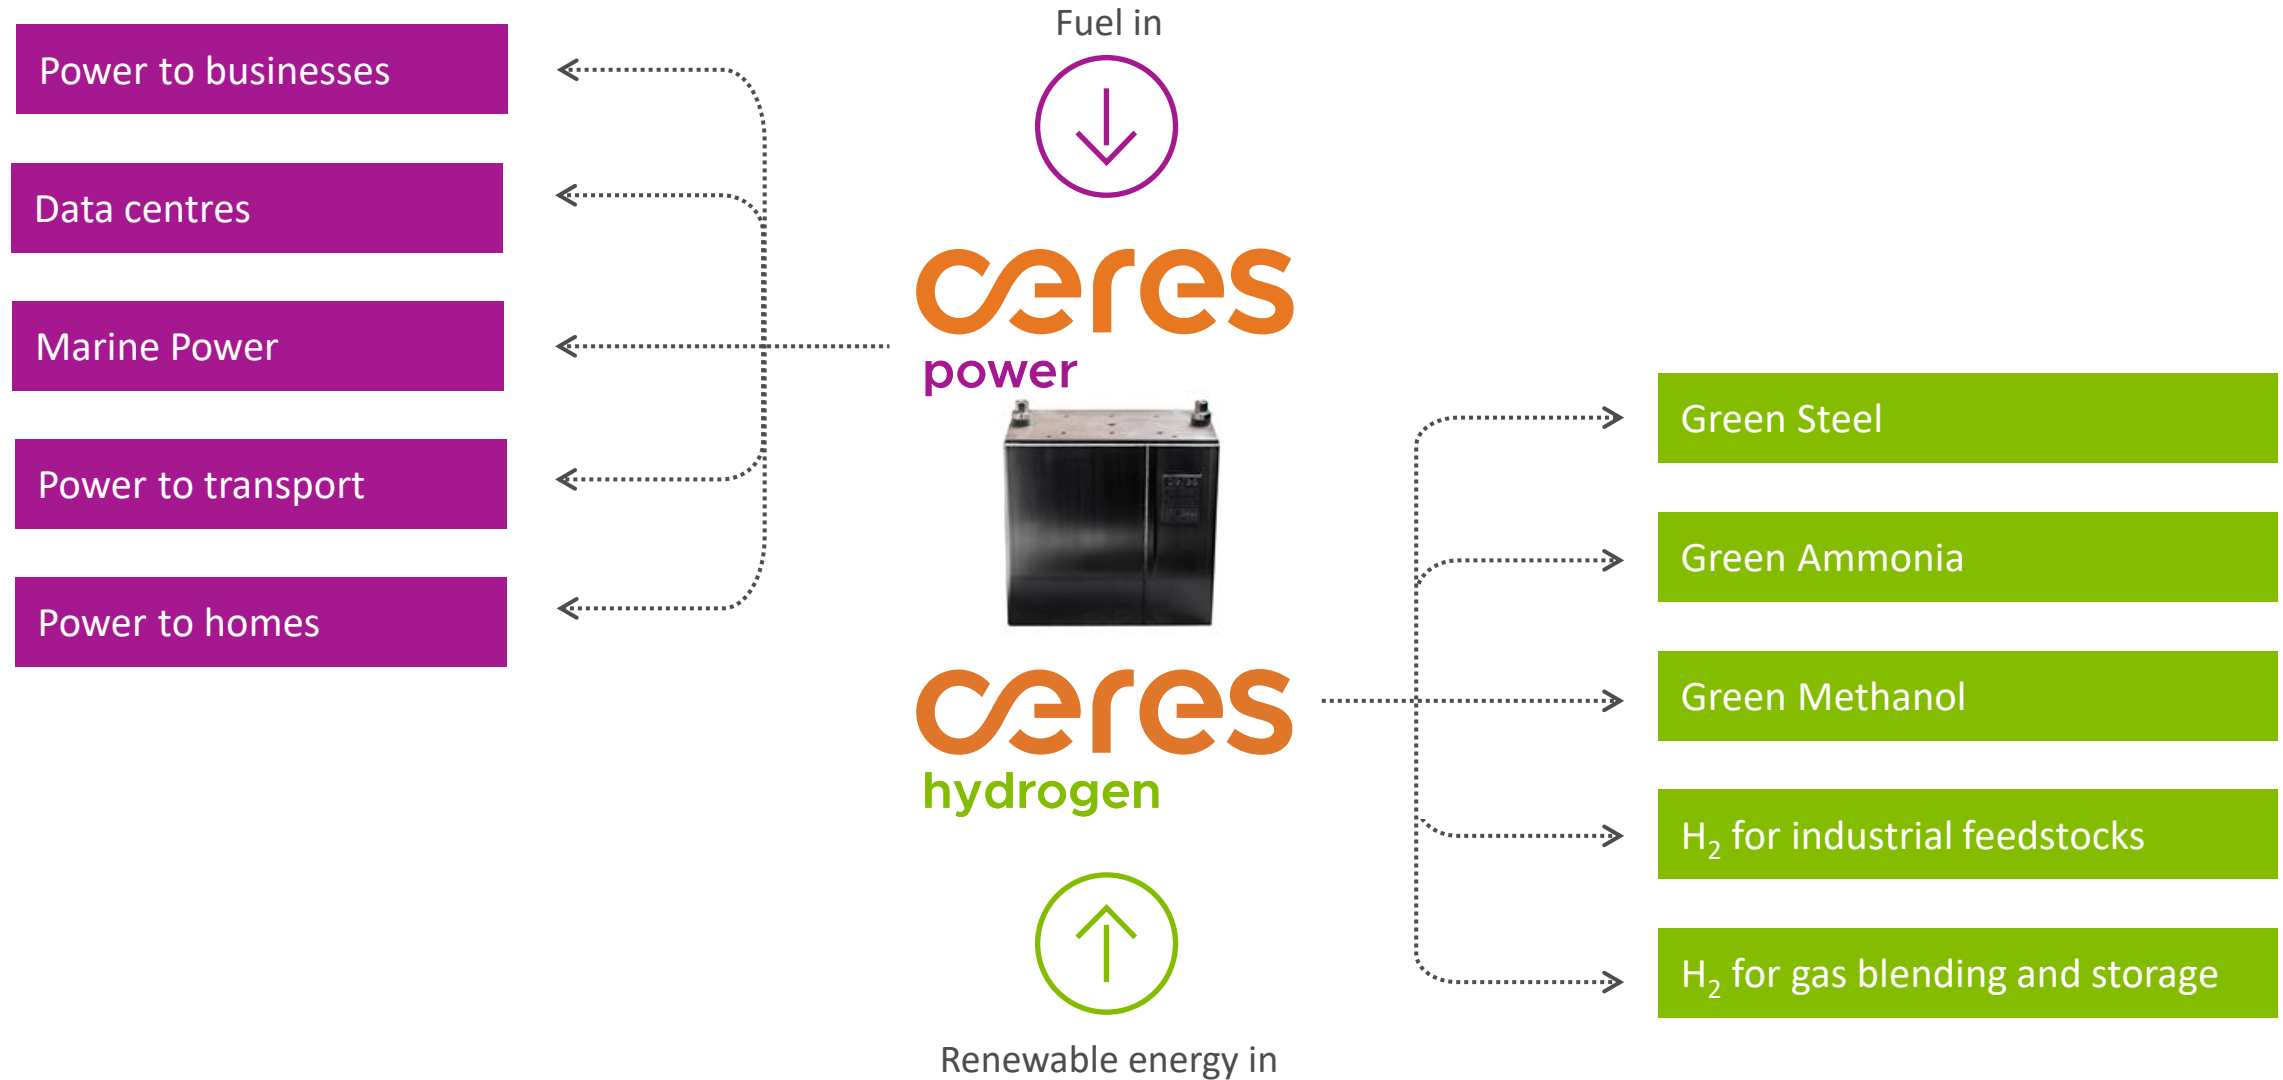 Fuel in
Power to businesses
Data centres
Marine Power
Power to transport
Power to homes
ceres
power
ceres
hydrogen
Renewable energy in
Green Steel
Green Ammonia
Green Methanol
H₂ for industrial feedstocks
H₂ for gas blending and storage